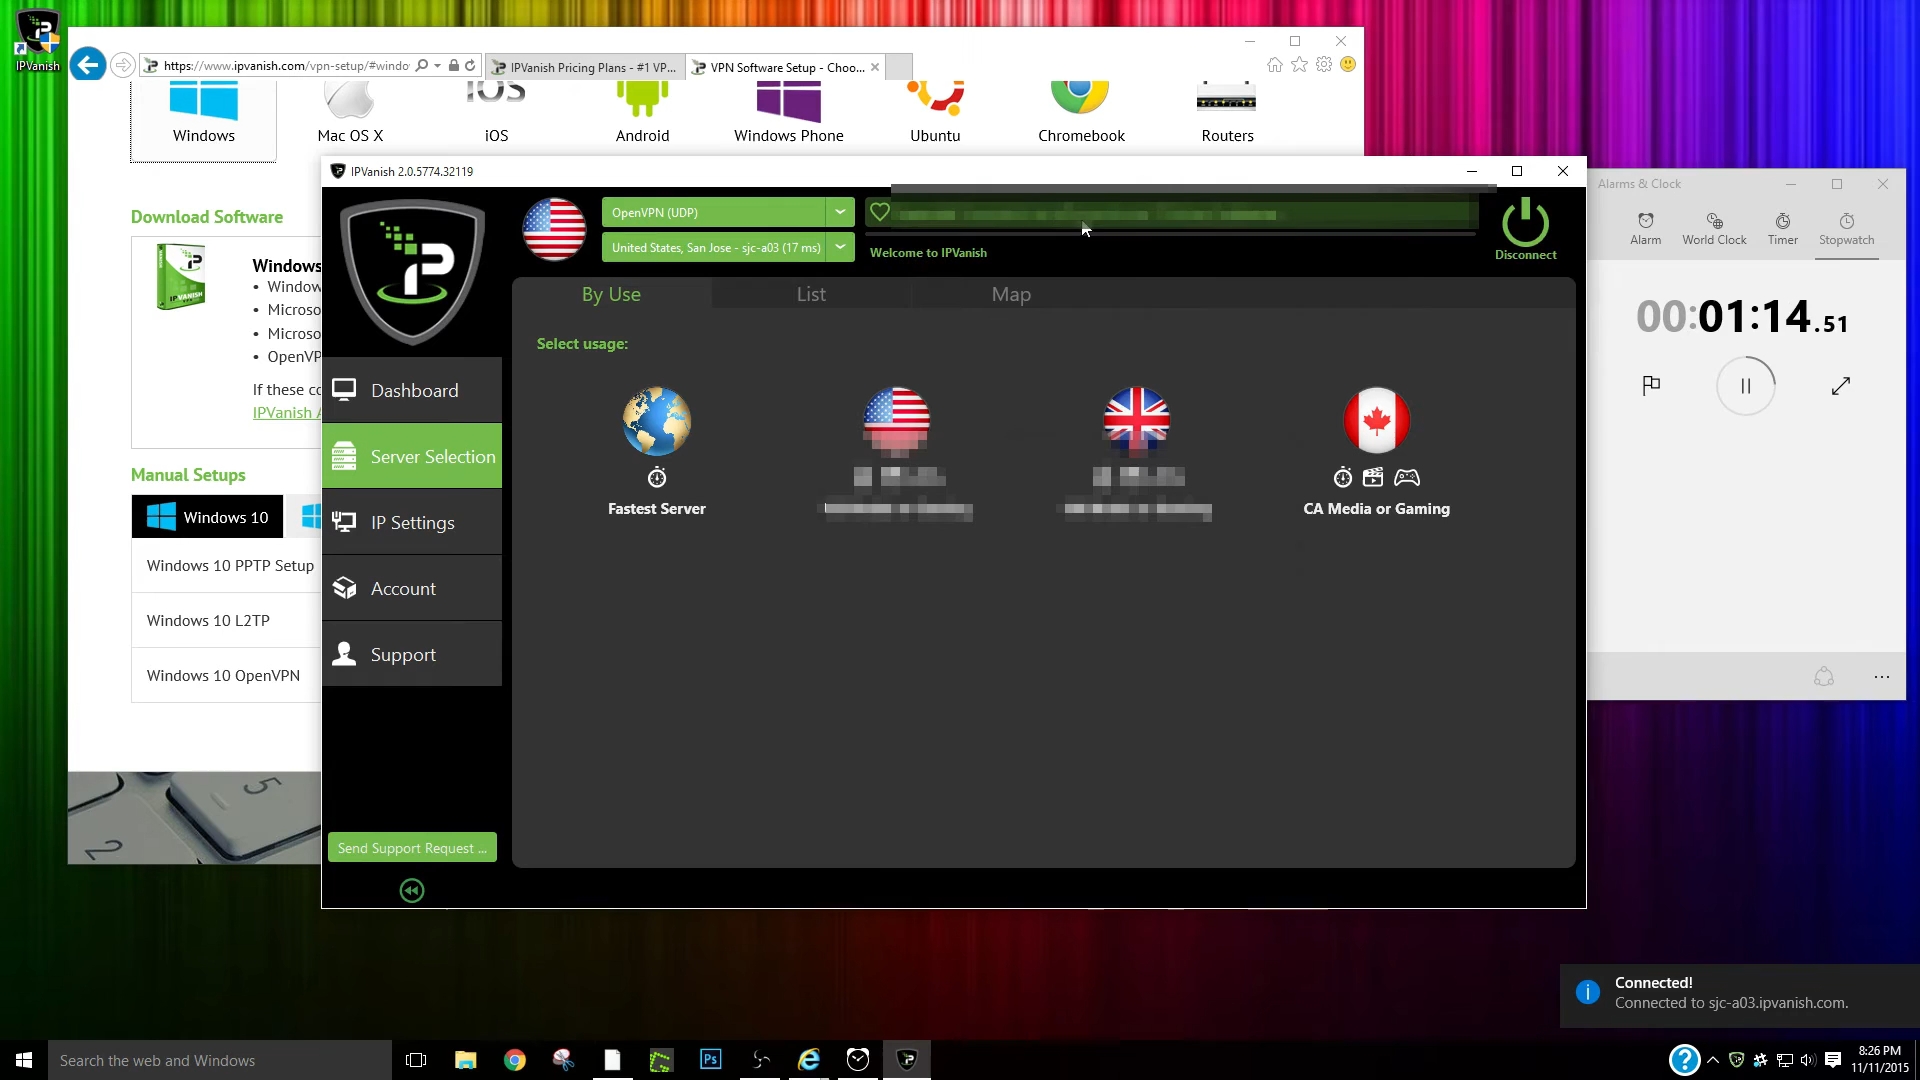 IPVanish
https://www.ipvanish.com/vpn-setup/#windo
IPVanish Pricing Plans - #1 VP...
VPN Software Setup - Choo...
Windows
Mac OS X
iOS
Android
Windows Phone
Ubuntu
Chromebook
Routers
Download Software
Windows
• Window
• Microso
• Microso
• OpenVP
If these co
IPVanish A
Manual Setups
Windows 10
Windows 10 PPTP Setup
Windows 10 L2TP
Windows 10 OpenVPN
5
2
IPVanish 2.0.5774.32119
OpenVPN (UDP)
United States, San Jose - sjc-a03 (17 ms)
Welcome to IPVanish
Disconnect
Dashboard
Server Selection
IP Settings
Account
Support
Send Support Request ...
By Use
List
Map
Select usage:
Fastest Server
CA Media or Gaming
Alarms & Clock
Alarm
World Clock
Timer
Stopwatch
00:01:14.51
Connected!
Connected to sjc-a03.ipvanish.com.
Search the web and Windows
Ps
8:26 PM
11/11/2015